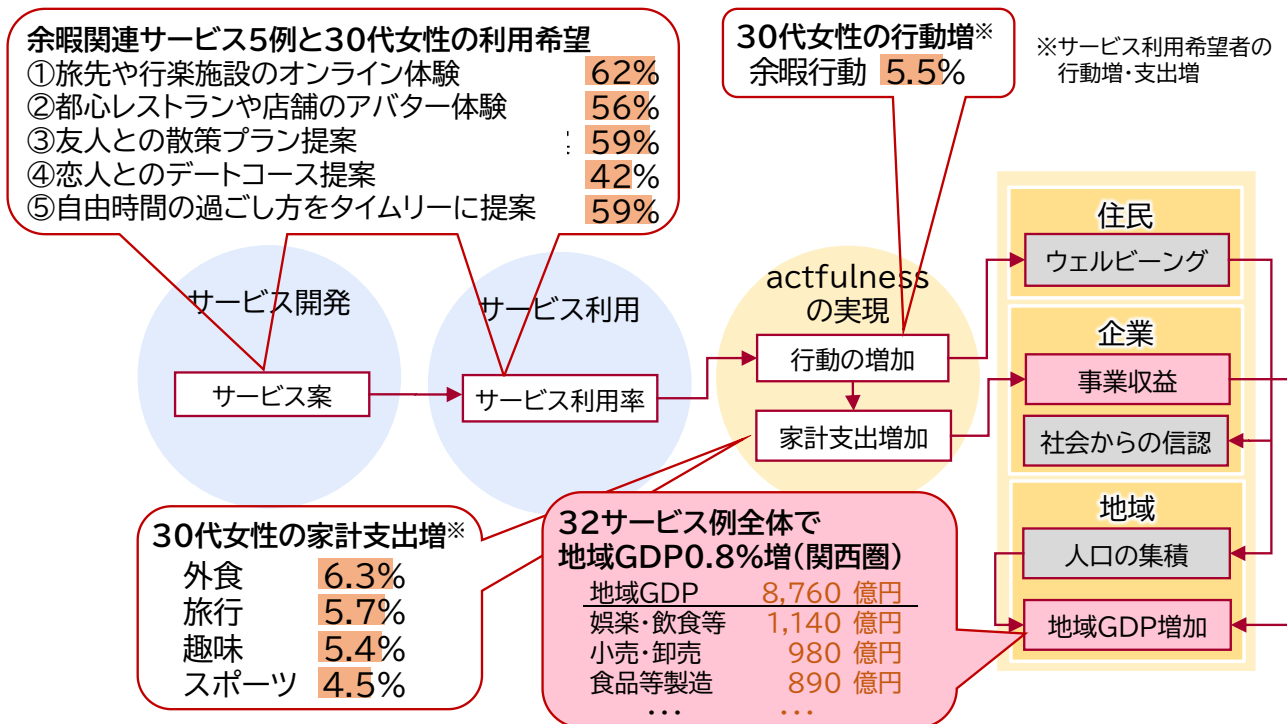 余暇関連サービス5例と30代女性の利用希望
①旅先や行楽施設のオンライン体験 62%
②都心レストランや店舗のアバター体験 56%
③友人との散策プラン提案 : 59%
④恋人とのデートコース提案 42%
⑤自由時間の過ごし方をタイムリーに提案 59%
30代女性の行動増※
余暇行動 5.5%
※サービス利用希望者の
行動増・支出増
サービス開発
サービス案
サービス利用
サービス利用率
actfulness
の実現
行動の増加
家計支出増加
住民
ウェルビーング
企業
事業収益
社会からの信認
地域
人口の集積
地域GDP増加
30代女性の家計支出増※
外食 6.3%
旅行 5.7%
趣味 5.4%
スポーツ 4.5%
32サービス例全体で
地域GDP0.8%増(関西圏)
地域GDP 8,760 億円
娯楽・飲食等 1,140 億円
小売・卸売 980 億円
食品等製造 890 億円
… …